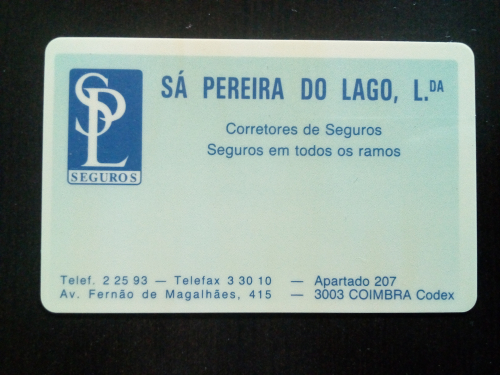 SPL
SEGUROS
SÁ PEREIRA DO LAGO, L.DA
Corretores de Seguros
Seguros em todos os ramos
Telef. 2 25 93 — Telefax 3 30 10 — Apartado 207
Av. Fernão de Magalhães, 415 — 3003 COIMBRA Codex